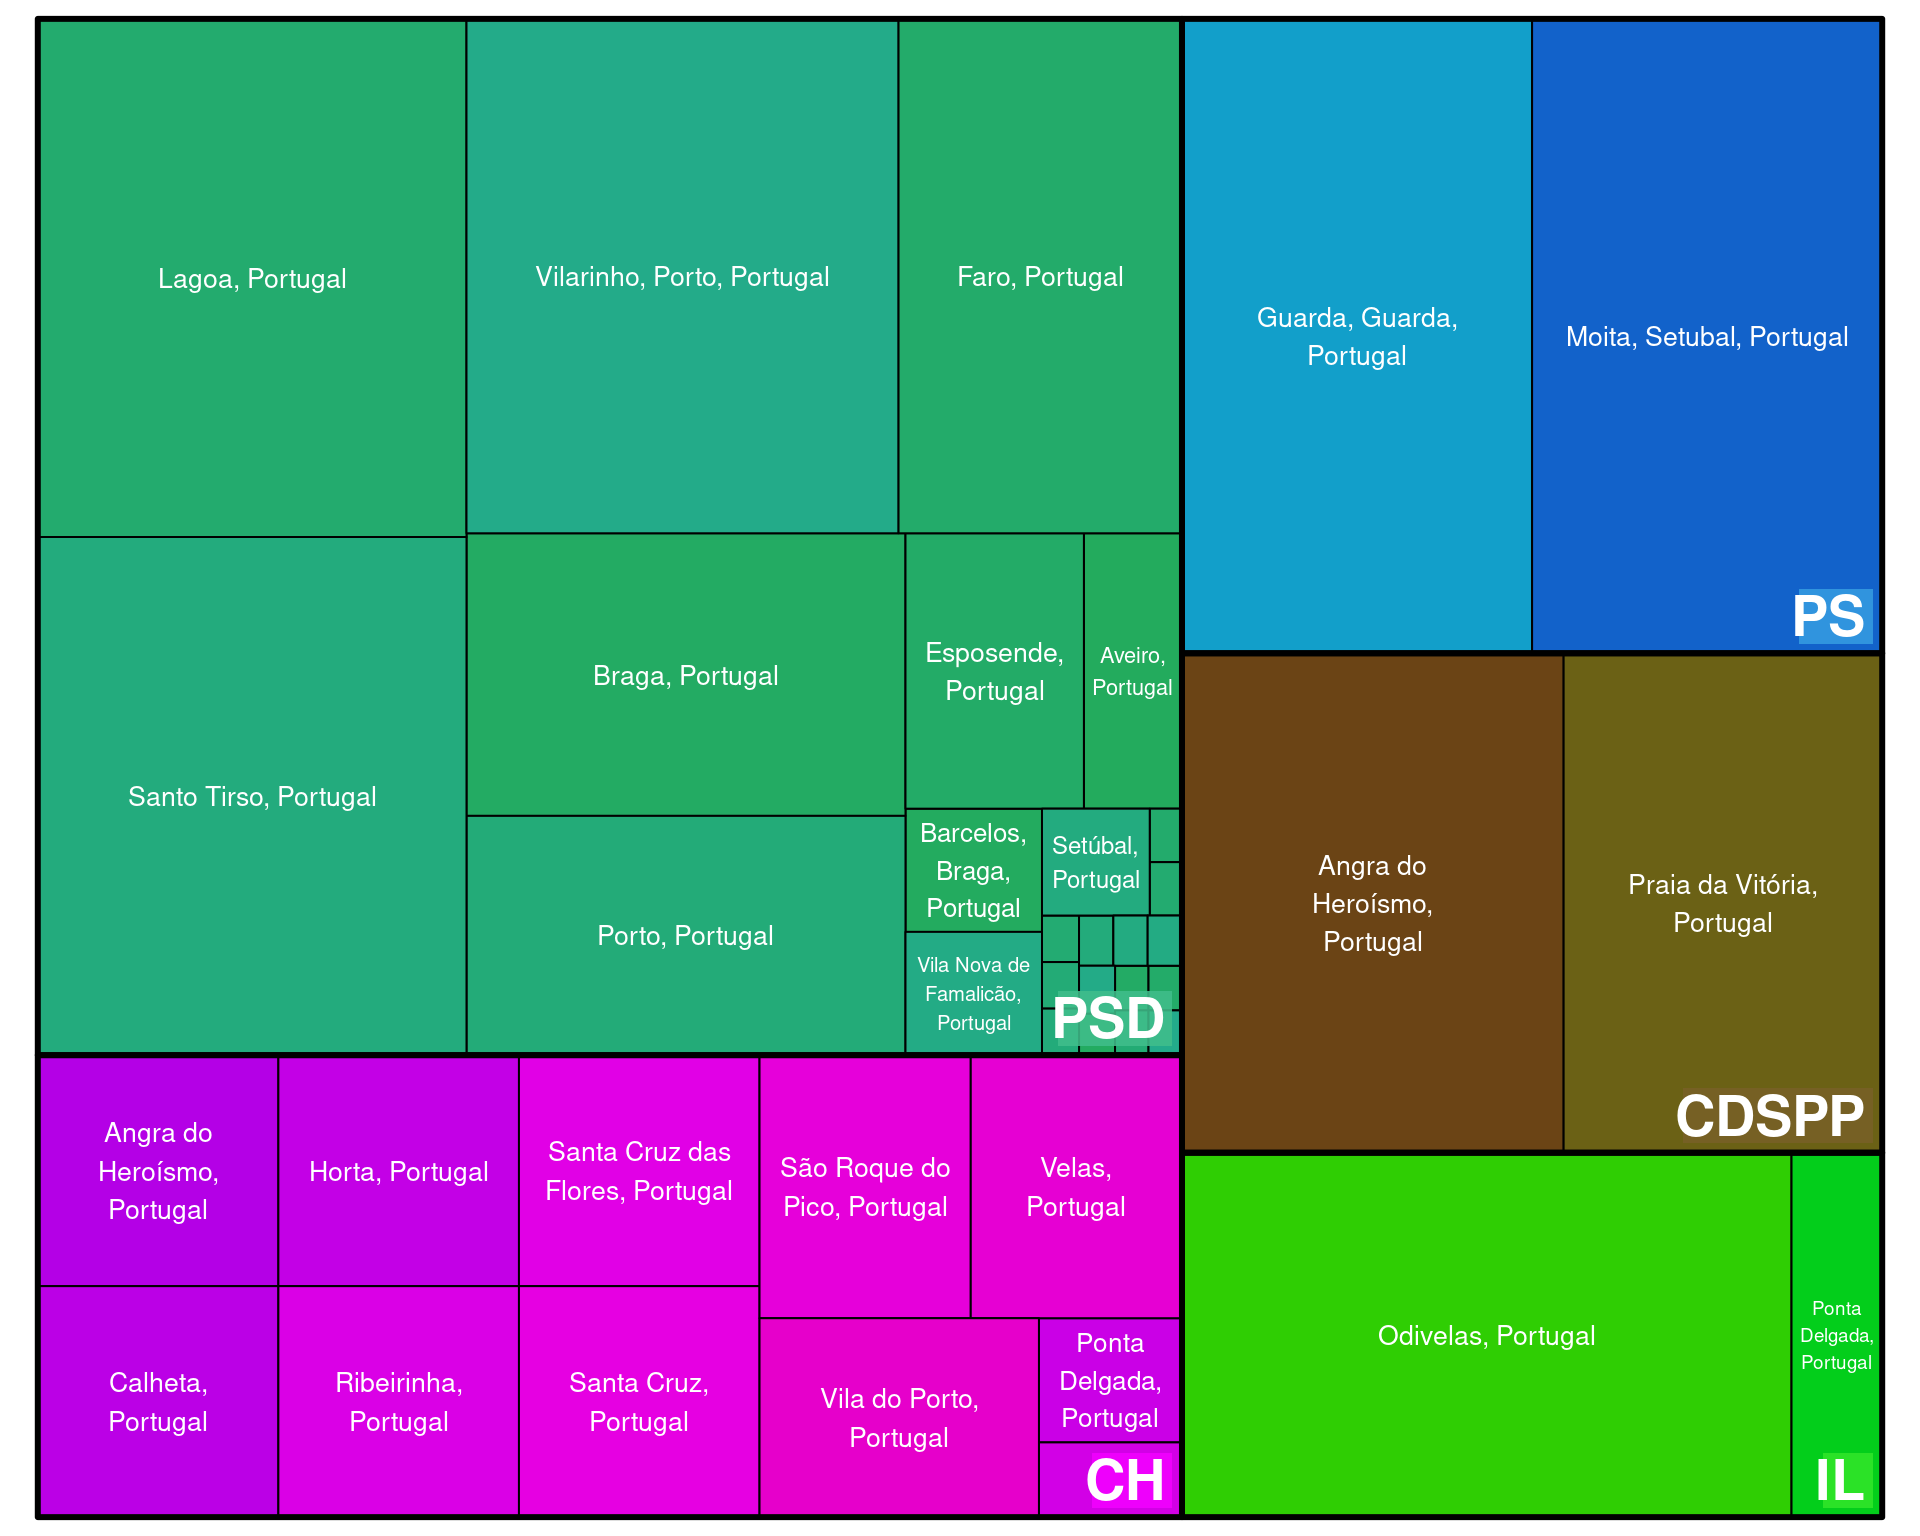 Lagoa, Portugal
Vilarinho, Porto, Portugal
Faro, Portugal
Santo Tirso, Portugal
Braga, Portugal
Esposende,
Portugal
Aveiro,
Portugal
Porto, Portugal
Barcelos,
Braga,
Portugal
Setúbal,
Portugal
Vila Nova de
Famalicão,
Portugal
PSD
Guarda, Guarda,
Portugal
Moita, Setubal, Portugal
PS
Angra do
Heroísmo,
Portugal
Praia da Vitória,
Portugal
CDSPP
Angra do
Heroísmo,
Portugal
Horta, Portugal
Santa Cruz das
Flores, Portugal
São Roque do
Pico, Portugal
Velas,
Portugal
Calheta,
Portugal
Ribeirinha,
Portugal
Santa Cruz,
Portugal
Vila do Porto,
Portugal
Ponta
Delgada,
Portugal
CH
Odivelas, Portugal
Ponta
Delgada,
Portugal
IL